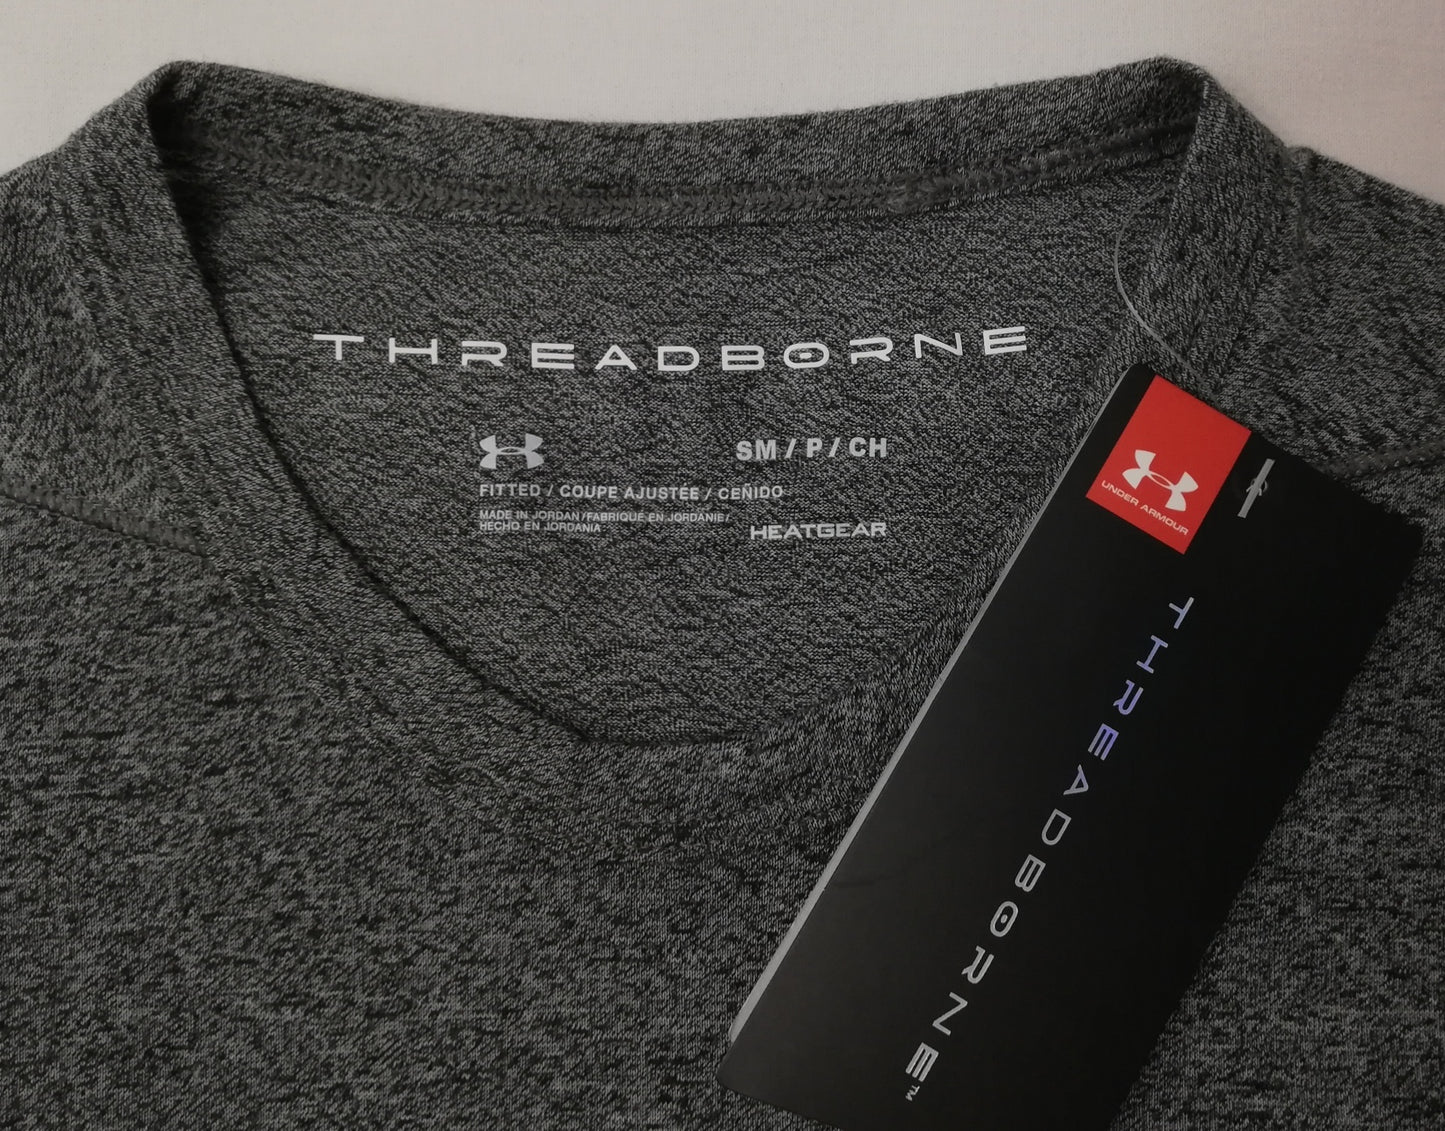 THREADBORNE
SM / P / CH
FITTED / COUPE AJUSTÉE / CEÑIDO
MADE IN JORDAN/FABRIQUE EN JORDANIE/
HECHO EN JORDANIA
HEATGEAR
UNDER ARMOUR
THREADBORNE™